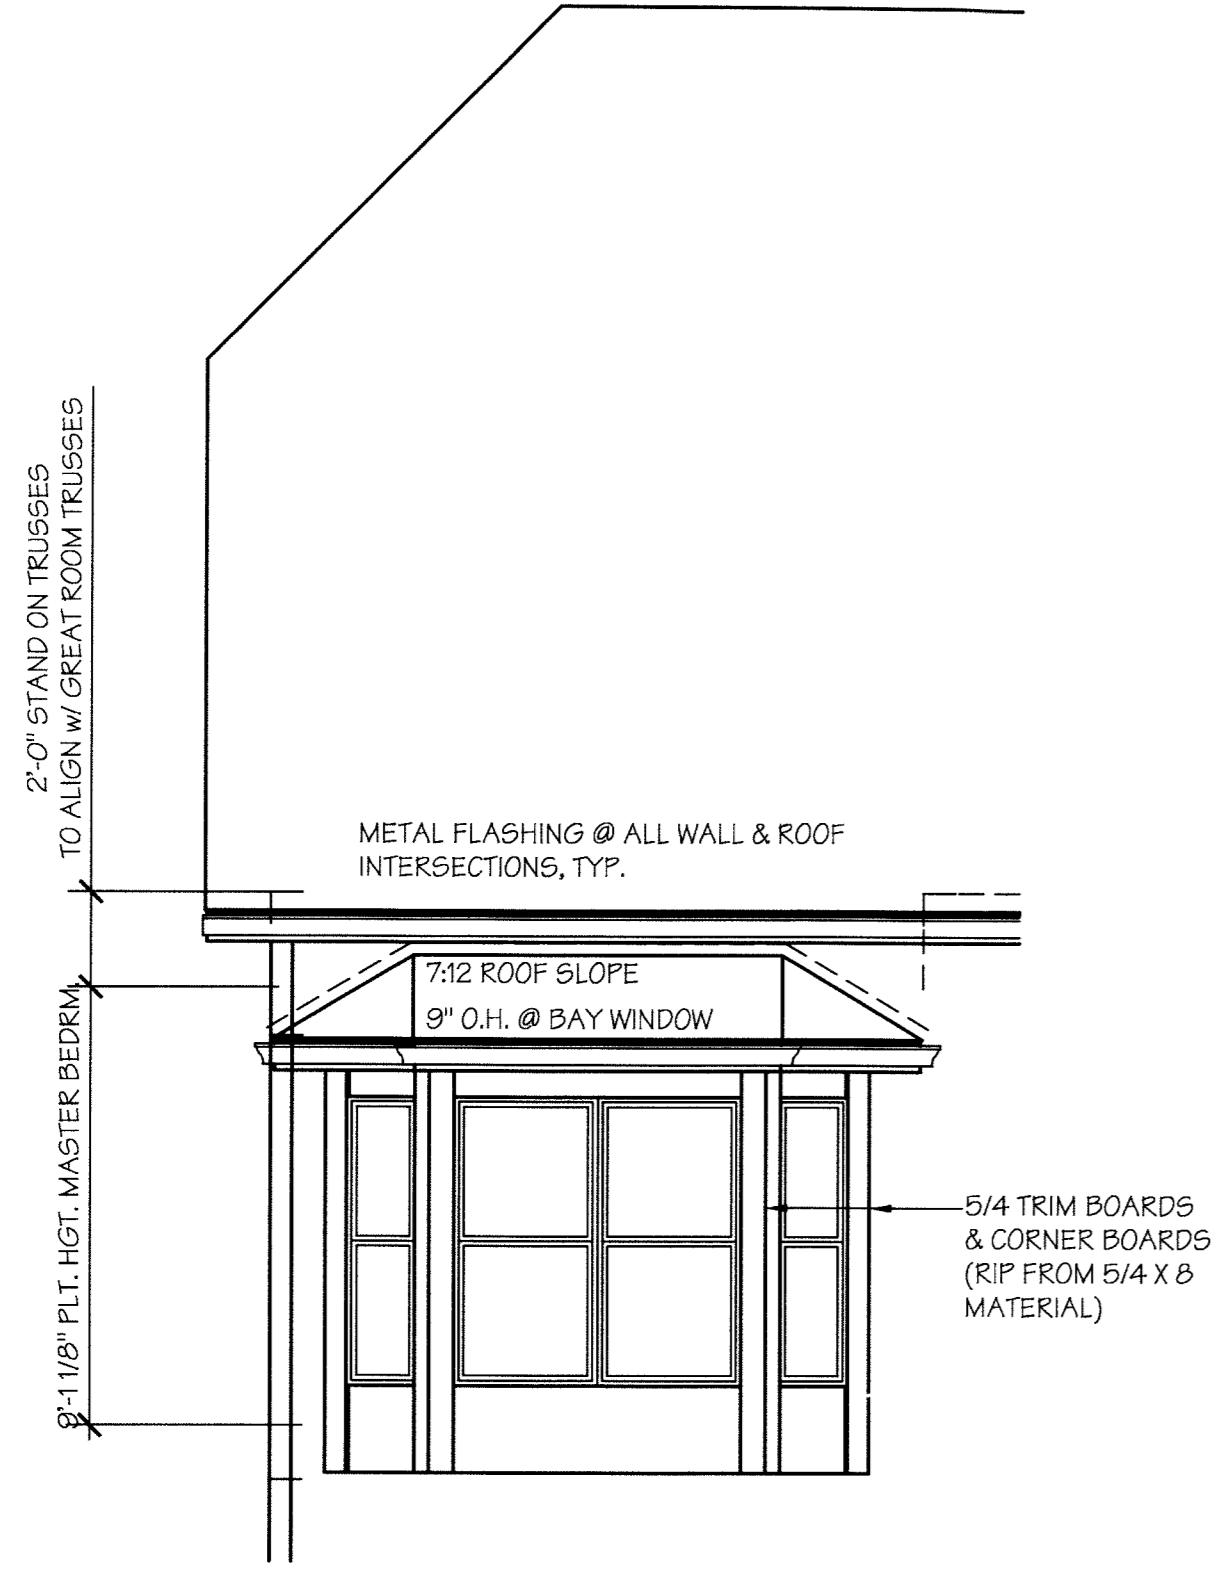 2'-0" STAND ON TRUSSES
TO ALIGN w/ GREAT ROOM TRUSSES
METAL FLASHING @ ALL WALL & ROOF
INTERSECTIONS, TYP.
7:12 ROOF SLOPE
9" O.H. @ BAY WINDOW
9'-1 1/8" PLT. HGT. MASTER BEDRM.
5/4 TRIM BOARDS
& CORNER BOARDS
(RIP FROM 5/4 X 8
MATERIAL)